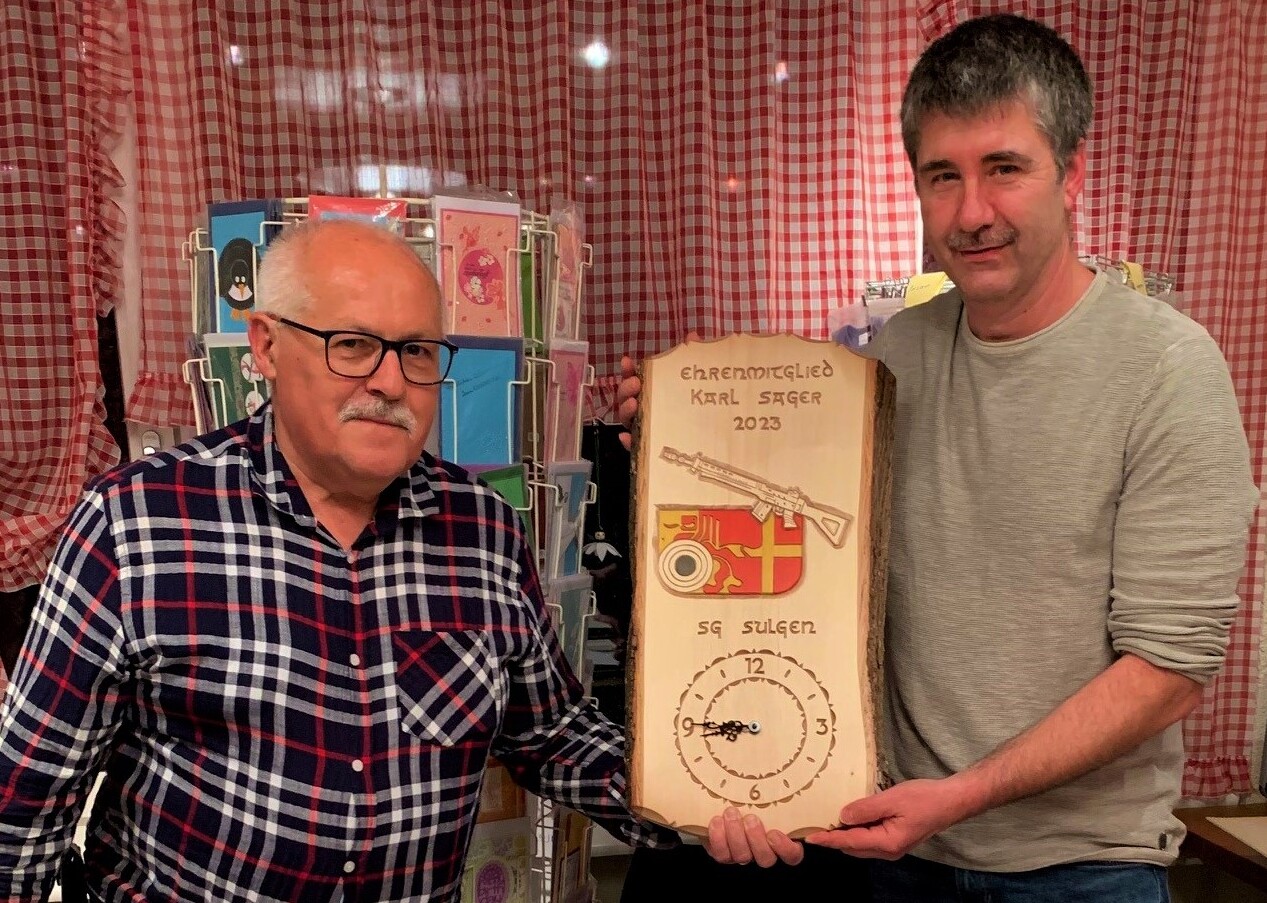 EHRENMITGLIED
KARL SAGER
2023
SG SULGEN
12
9
3
6